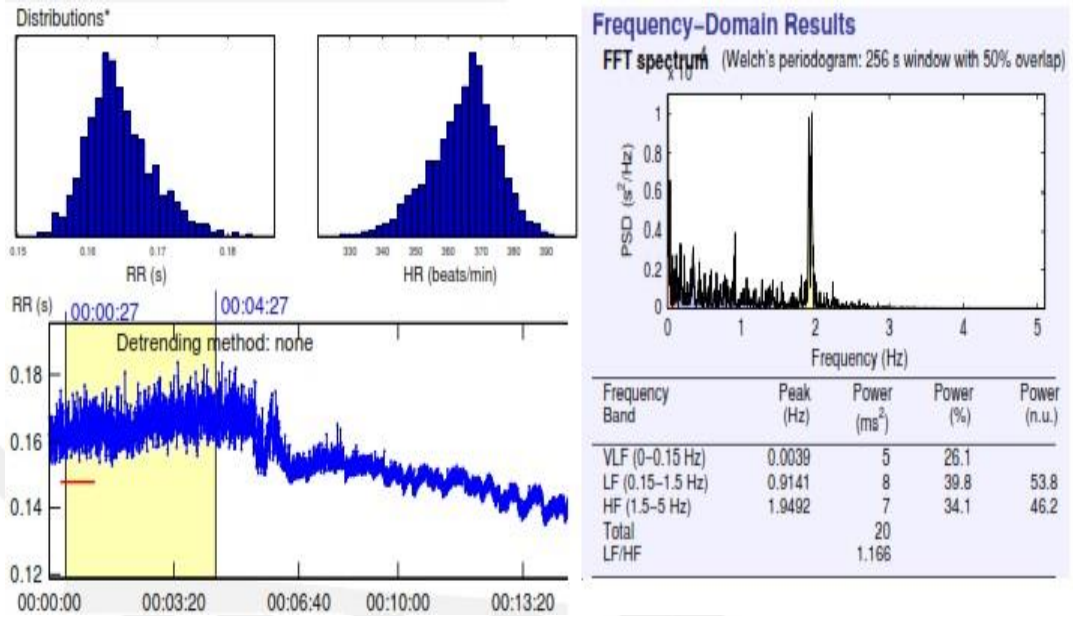 Distributions*
0.15 0.16 0.17 0.18
RR (s)
330 340 350 360 370 380 390
HR (beats/min)
RR (s)
00:00:27
00:04:27
Detrending method: none
0.18
0.16
0.14
0.12
00:00:00 00:03:20 00:06:40 00:10:00 00:13:20
Frequency-Domain Results
FFT spectrum (Welch's periodogram: 256 s window with 50% overlap)
x 10
PSD (s²/Hz)
1
0.8
0.6
0.4
0.2
0
0 1 2 3 4 5
Frequency (Hz)
Frequency Band Peak (Hz) Power (ms²) Power (%) Power (n.u.)
VLF (0-0.15 Hz) 0.0039 5 26.1
LF (0.15-1.5 Hz) 0.9141 8 39.8 53.8
HF (1.5-5 Hz) 1.9492 7 34.1 46.2
Total 20
LF/HF 1.166